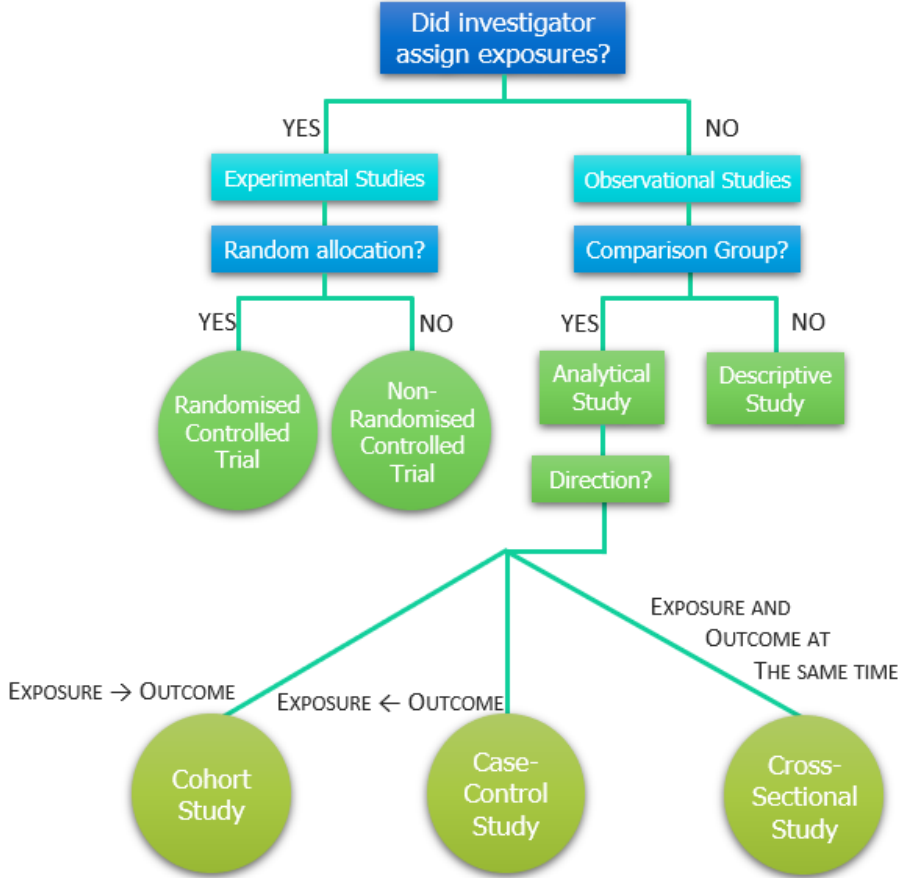 Did investigator
assign exposures?
YES
NO
Experimental Studies
Observational Studies
Random allocation?
Comparison Group?
YES
NO
YES
NO
Randomised
Controlled
Trial
Non-
Randomised
Controlled
Trial
Analytical
Study
Descriptive
Study
Direction?
EXPOSURE AND
OUTCOME AT
THE SAME TIME
EXPOSURE → OUTCOME
EXPOSURE ← OUTCOME
Cohort
Study
Case-
Control
Study
Cross-
Sectional
Study